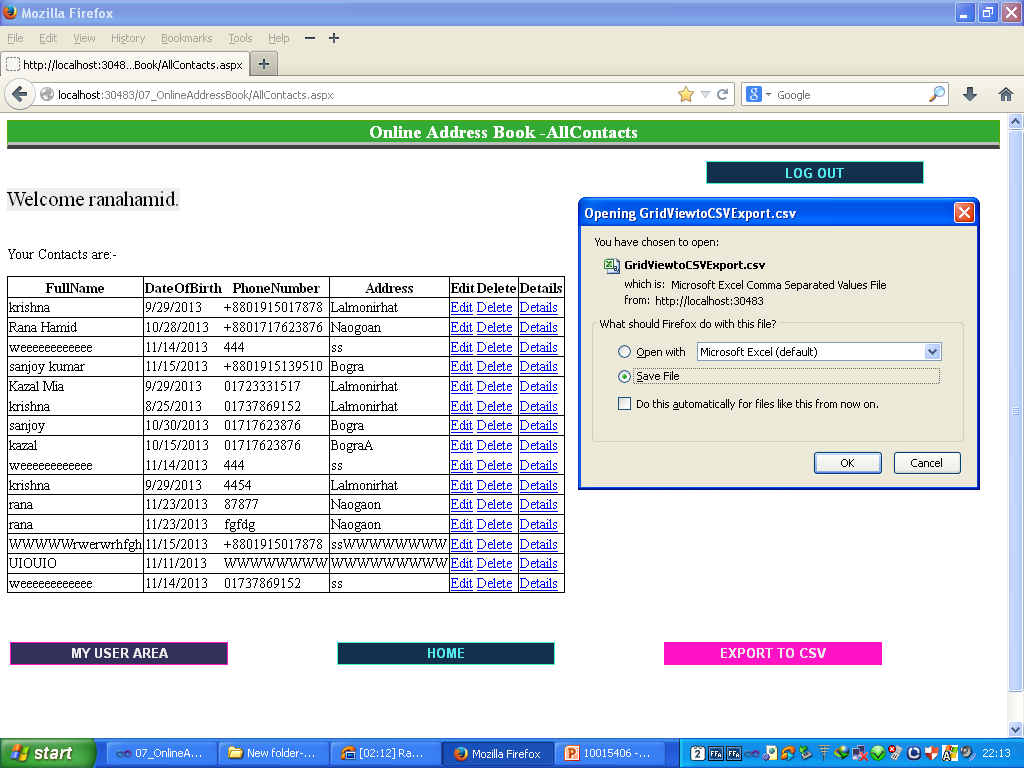 Mozilla Firefox
File Edit View History Bookmarks Tools Help
http://localhost:3048...Book/AllContacts.aspx
localhost:30483/07_OnlineAddressBook/AllContacts.aspx
Google
Online Address Book -AllContacts
LOG OUT
Welcome ranahamid.
Your Contacts are:-
FullName DateOfBirth PhoneNumber Address Edit Delete Details
krishna 9/29/2013 +8801915017878 Lalmonirhat Edit Delete Details
Rana Hamid 10/28/2013 +8801717623876 Naogoan Edit Delete Details
weeeeeeeeeeee 11/14/2013 444 ss Edit Delete Details
sanjoy kumar 11/15/2013 +8801915139510 Bogra Edit Delete Details
Kazal Mia 9/29/2013 01723331517 Lalmonirhat Edit Delete Details
krishna 8/25/2013 01737869152 Lalmonirhat Edit Delete Details
sanjoy 10/30/2013 01717623876 Bogra Edit Delete Details
kazal 10/15/2013 01717623876 BograA Edit Delete Details
weeeeeeeeeeee 11/14/2013 444 ss Edit Delete Details
krishna 9/29/2013 4454 Lalmonirhat Edit Delete Details
rana 11/23/2013 87877 Naogaon Edit Delete Details
rana 11/23/2013 fgfdg Naogaon Edit Delete Details
WWWWWrwerwrhfgh 11/15/2013 +8801915017878 ssWWWWWWWW Edit Delete Details
UIOUIO 11/11/2013 WWWWWWWW WWWWWWWWW Edit Delete Details
weeeeeeeeeeee 11/14/2013 01737869152 ss Edit Delete Details
Opening GridViewtoCSVExport.csv
You have chosen to open:
GridViewtoCSVExport.csv
which is: Microsoft Excel Comma Separated Values File
from: http://localhost:30483
What should Firefox do with this file?
Open with Microsoft Excel (default)
Save File
Do this automatically for files like this from now on.
OK Cancel
MY USER AREA HOME EXPORT TO CSV
start 07_OnlineA... New folder-... [02:12] Ra... Mozilla Firefox 10015406 -... 22:13